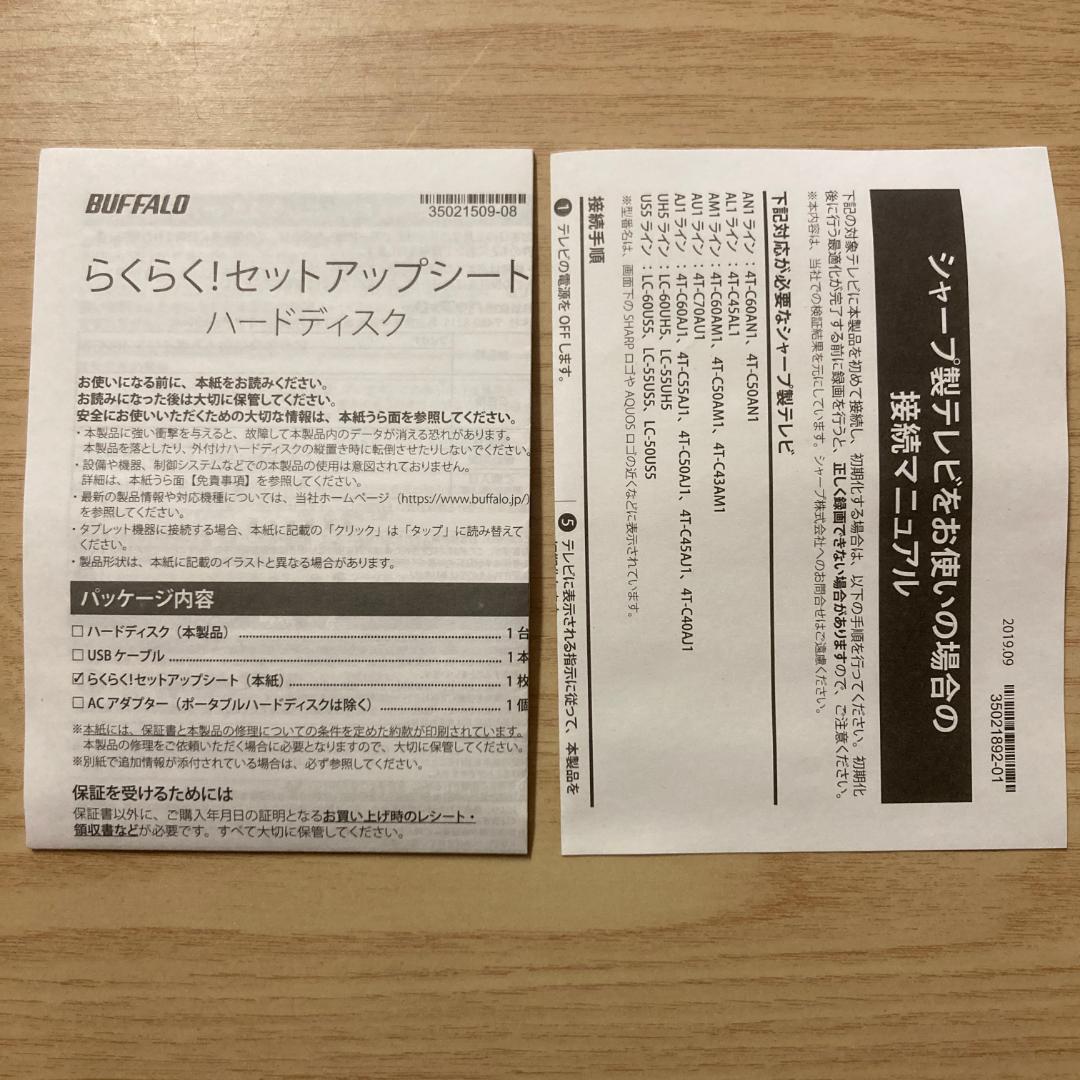 BUFFALO
35021509-08
らくらく!セットアップシート
ハードディスク
お使いになる前に、本紙をお読みください。
お読みになった後は大切に保管してください。
安全にお使いいただくための大切な情報は、本紙うら面を参照してください。
・本製品に強い衝撃を与えると、故障して本製品内のデータが消える恐れがあります。
本製品を落としたり、外付けハードディスクの縦置き時に転倒させたりしないでください。
・設備や機器、制御システムなどでの本製品の使用は意図されておりません。
詳細は、本紙うら面【免責事項】を参照してください。
・最新の製品情報や対応機種については、当社ホームページ(https://www.buffalo.jp/)
を参照してください。
・タブレット機器に接続する場合、本紙に記載の「クリック」は「タップ」に読み替えて
ください。
・製品形状は、本紙に記載のイラストと異なる場合があります。
パッケージ内容
□ ハードディスク(本製品) ........ 1 台
□ USB ケーブル ........ 1 本
☑ らくらく!セットアップシート(本紙) ........ 1 枚
□ AC アダプター(ポータブルハードディスクは除く) ........ 1 個
※本紙には、保証書と本製品の修理についての条件を定めた約款が印刷されています。
本製品の修理をご依頼いただく場合に必要となりますので、大切に保管してください。
※別紙で追加情報が添付されている場合は、必ず参照してください。
保証を受けるためには
保証書以外に、ご購入年月日の証明となるお買い上げ時のレシート・
領収書などが必要です。すべて大切に保管してください。
2019.09
35021892-01
シャープ製テレビをお使いの場合の
接続マニュアル
下記の対象テレビに本製品を初めて接続し、初期化する場合は、以下の手順を行ってください。初期化
後に行う最適化が完了する前に録画を行うと、正しく録画できない場合がありますので、ご注意ください。
※本内容は、当社での検証結果を元にしています。シャープ株式会社へのお問合せはご遠慮ください。
下記対応が必要なシャープ製テレビ
AN1 ライン:4T-C60AN1、4T-C50AN1
AL1 ライン:4T-C45AL1
AM1 ライン:4T-C60AM1、4T-C50AM1、4T-C43AM1
AU1 ライン:4T-C70AU1
AJ1 ライン:4T-C60AJ1、4T-C55AJ1、4T-C50AJ1、4T-C45AJ1、4T-C40AJ1
UH5 ライン:LC-60UH5、LC-55UH5
US5 ライン:LC-60US5、LC-55US5、LC-50US5
※型番名は、画面下の SHARP ロゴや AQUOS ロゴの近くなどに表示されています。
接続手順
❶ テレビの電源を OFF します。
❺ テレビに表示される指示に従って、本製品を